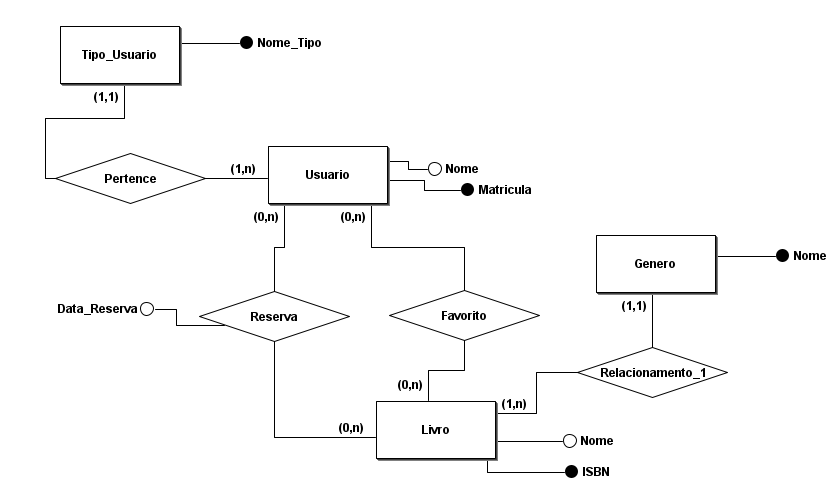 Tipo_Usuario
Nome_Tipo
(1,1)
Pertence
(1,n)
Usuario
Nome
Matricula
(0,n)
(0,n)
Genero
Nome
(1,1)
Data_Reserva
Reserva
Favorito
Relacionamento_1
(0,n)
(1,n)
(0,n)
Livro
Nome
ISBN